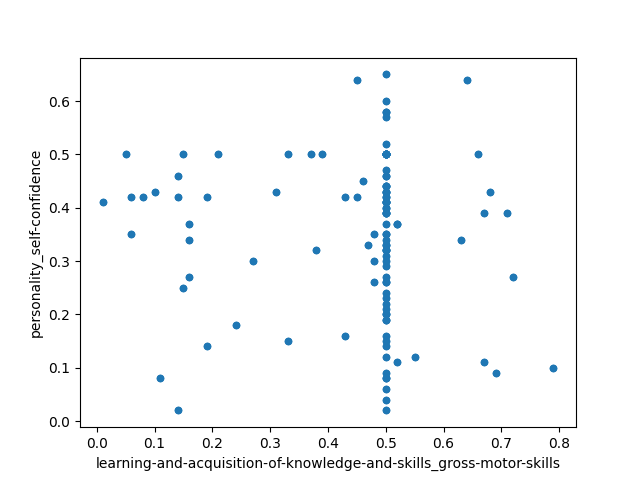 0.6
0.5
0.4
0.3
0.2
0.1
0.0
personality_self-confidence
0.0 0.1 0.2 0.3 0.4 0.5 0.6 0.7 0.8
learning-and-acquisition-of-knowledge-and-skills_gross-motor-skills